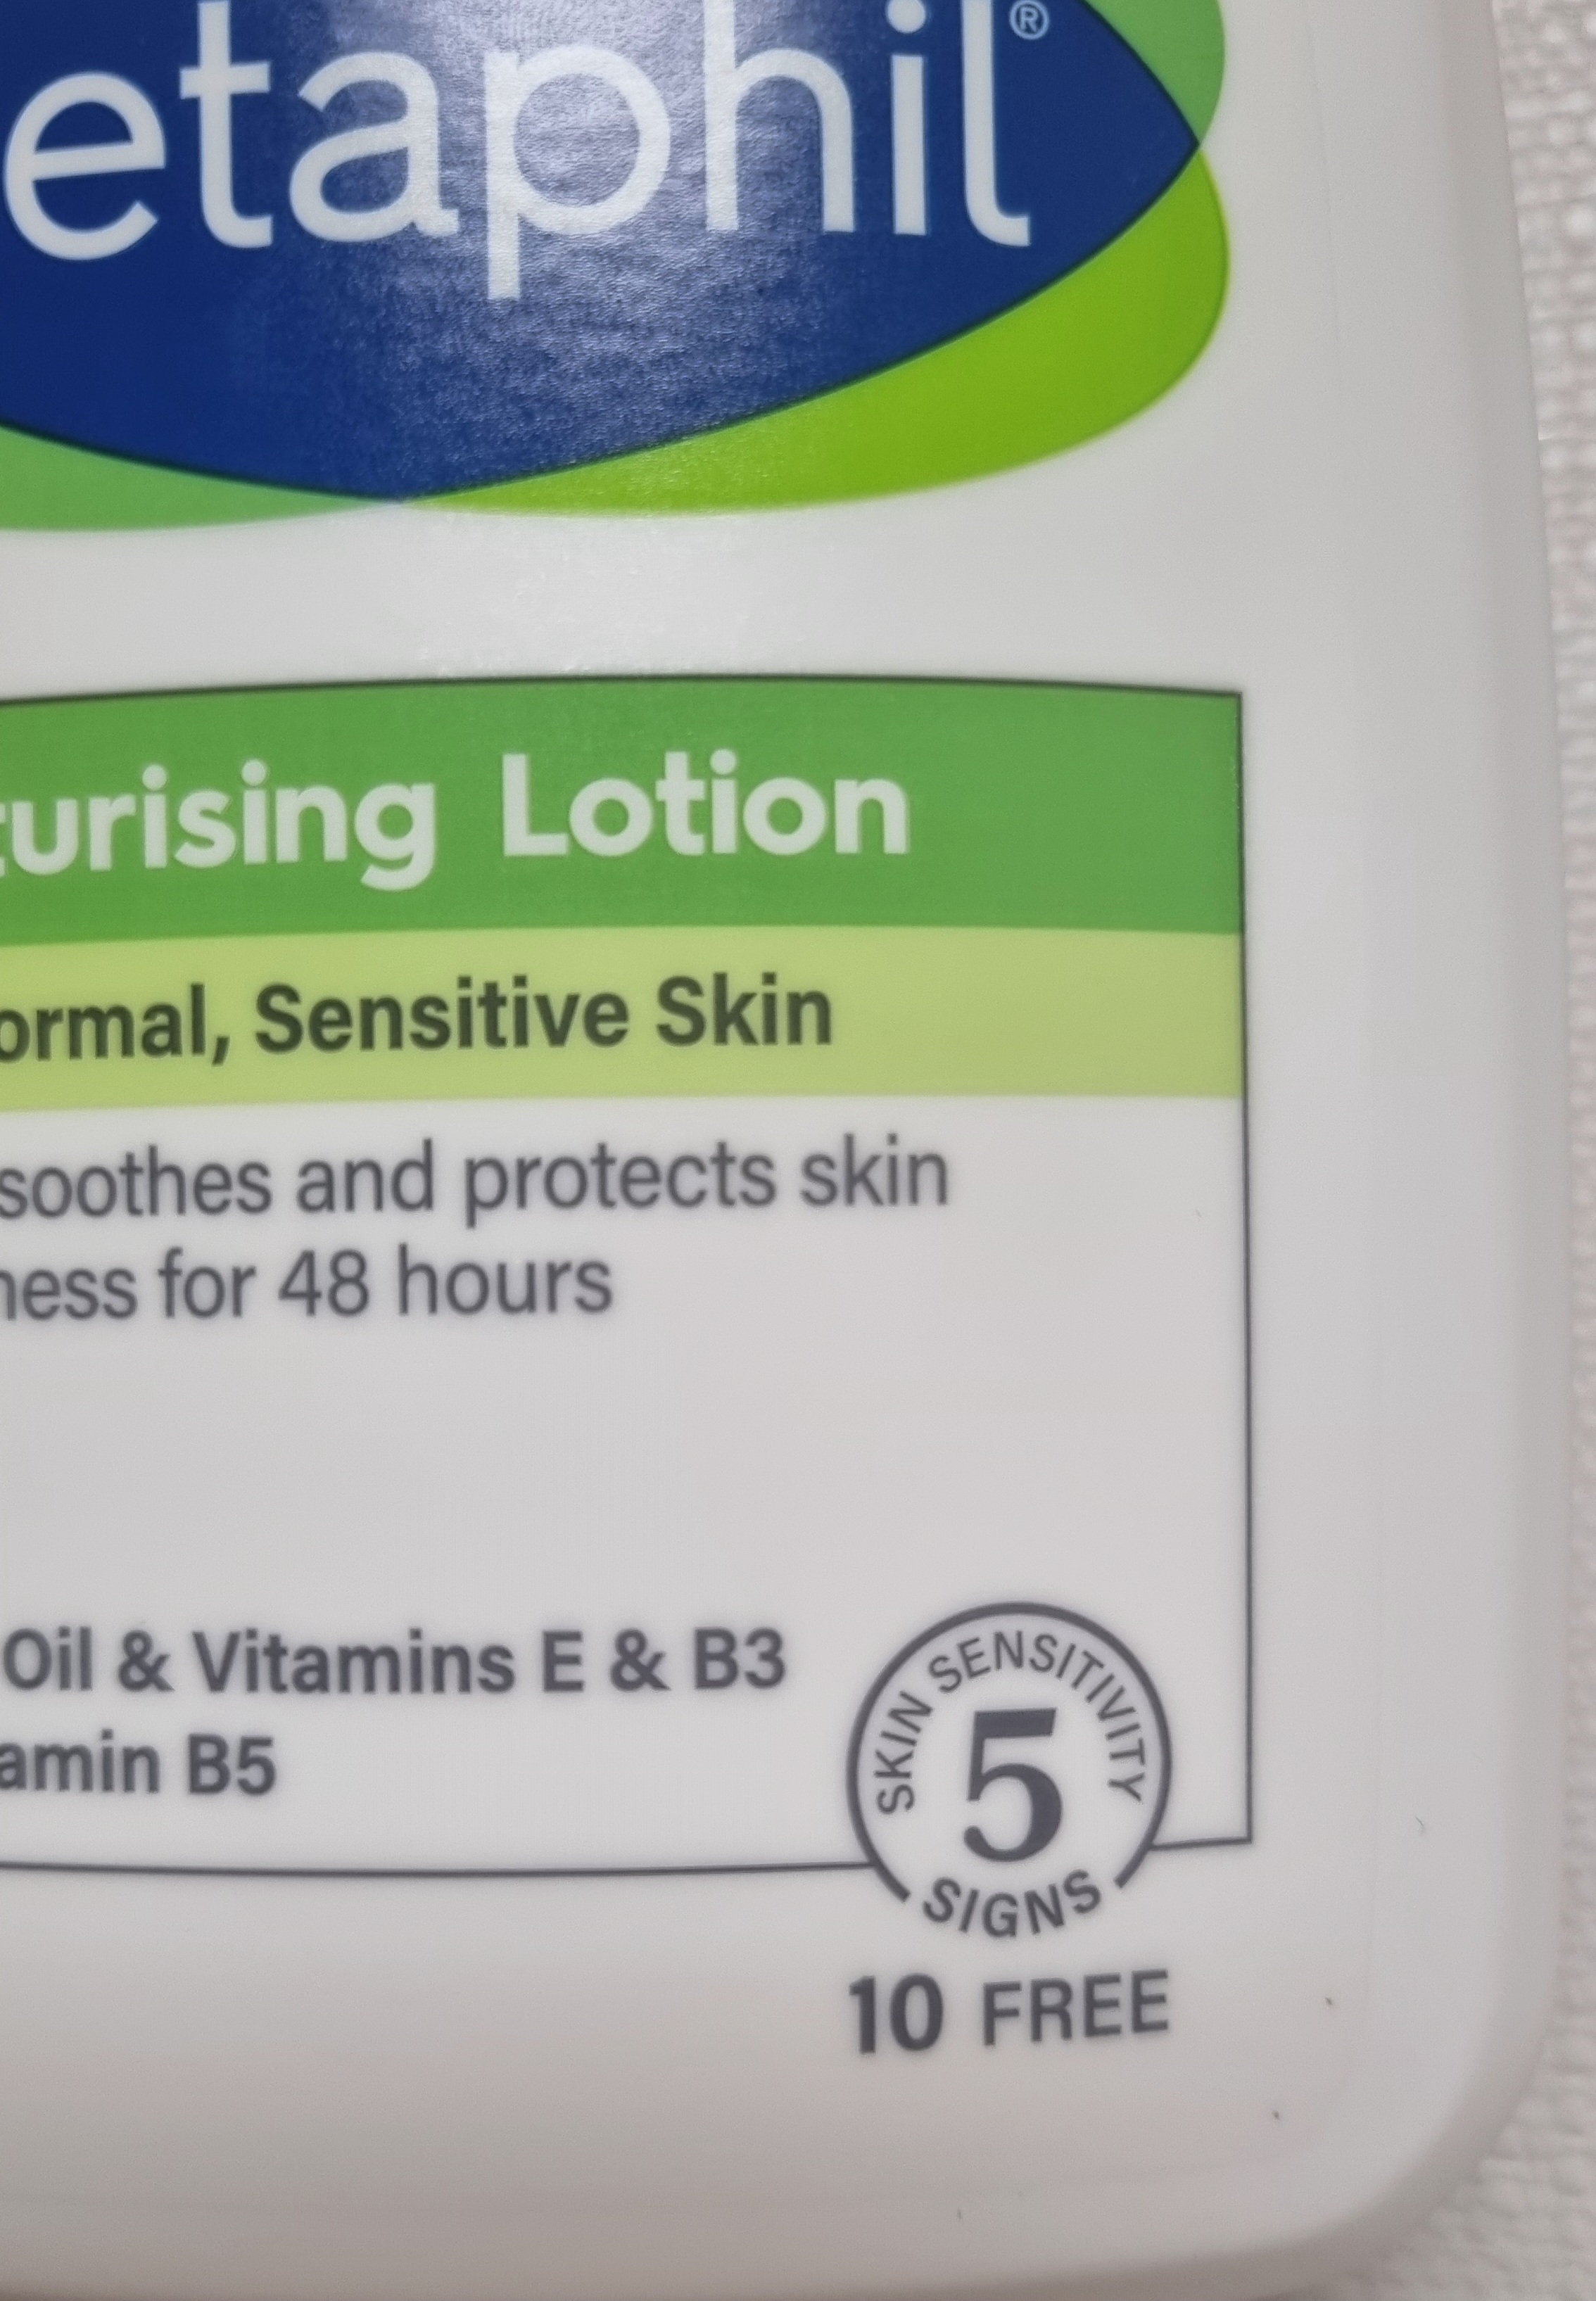 etaphil®
turising Lotion
ormal, Sensitive Skin
soothes and protects skin
ness for 48 hours
Oil & Vitamins E & B3
amin B5
SKIN SENSITIVITY
5
SIGNS
10 FREE